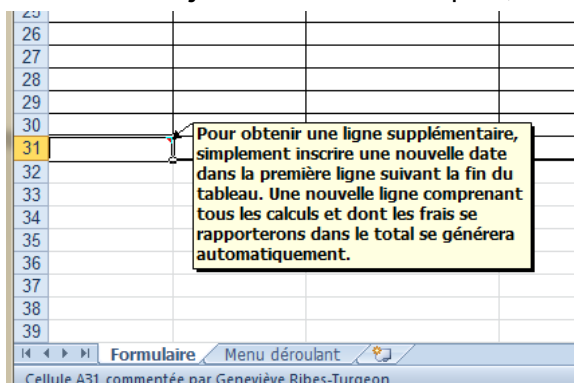 25
26
27
28
29
30
31
32
33
34
35
36
37
38
39
Pour obtenir une ligne supplémentaire,
simplement inscrire une nouvelle date
dans la première ligne suivant la fin du
tableau. Une nouvelle ligne comprenant
tous les calculs et dont les frais se
rapporterons dans le total se générera
automatiquement.
Formulaire Menu déroulant
Cellule A31 commentée par Geneviève Ribes-Turgeon